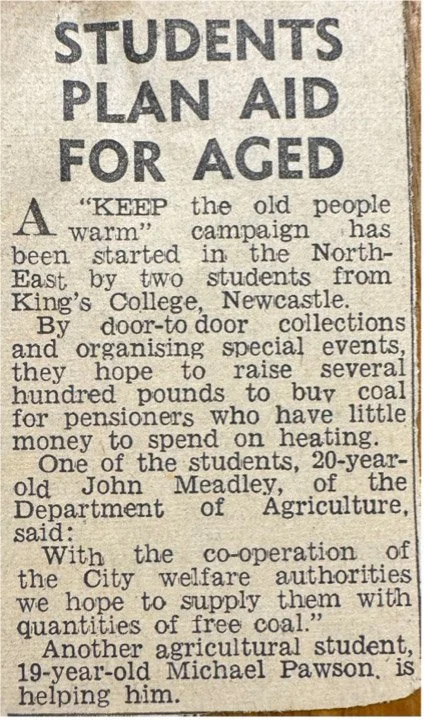 STUDENTS
PLAN AID
FOR AGED
A "KEEP the old people
warm" campaign has
been started in the North-
East by two students from
King's College, Newcastle.
By door-to door collections
and organising special events,
they hope to raise several
hundred pounds to buy coal
for pensioners who have little
money to spend on heating.
One of the students, 20-year-
old John Meadley, of the
Department of Agriculture,
said:
With the co-operation of
the City welfare authorities
we hope to supply them with
quantities of free coal."
Another agricultural student,
19-year-old Michael Pawson, is
helping him.